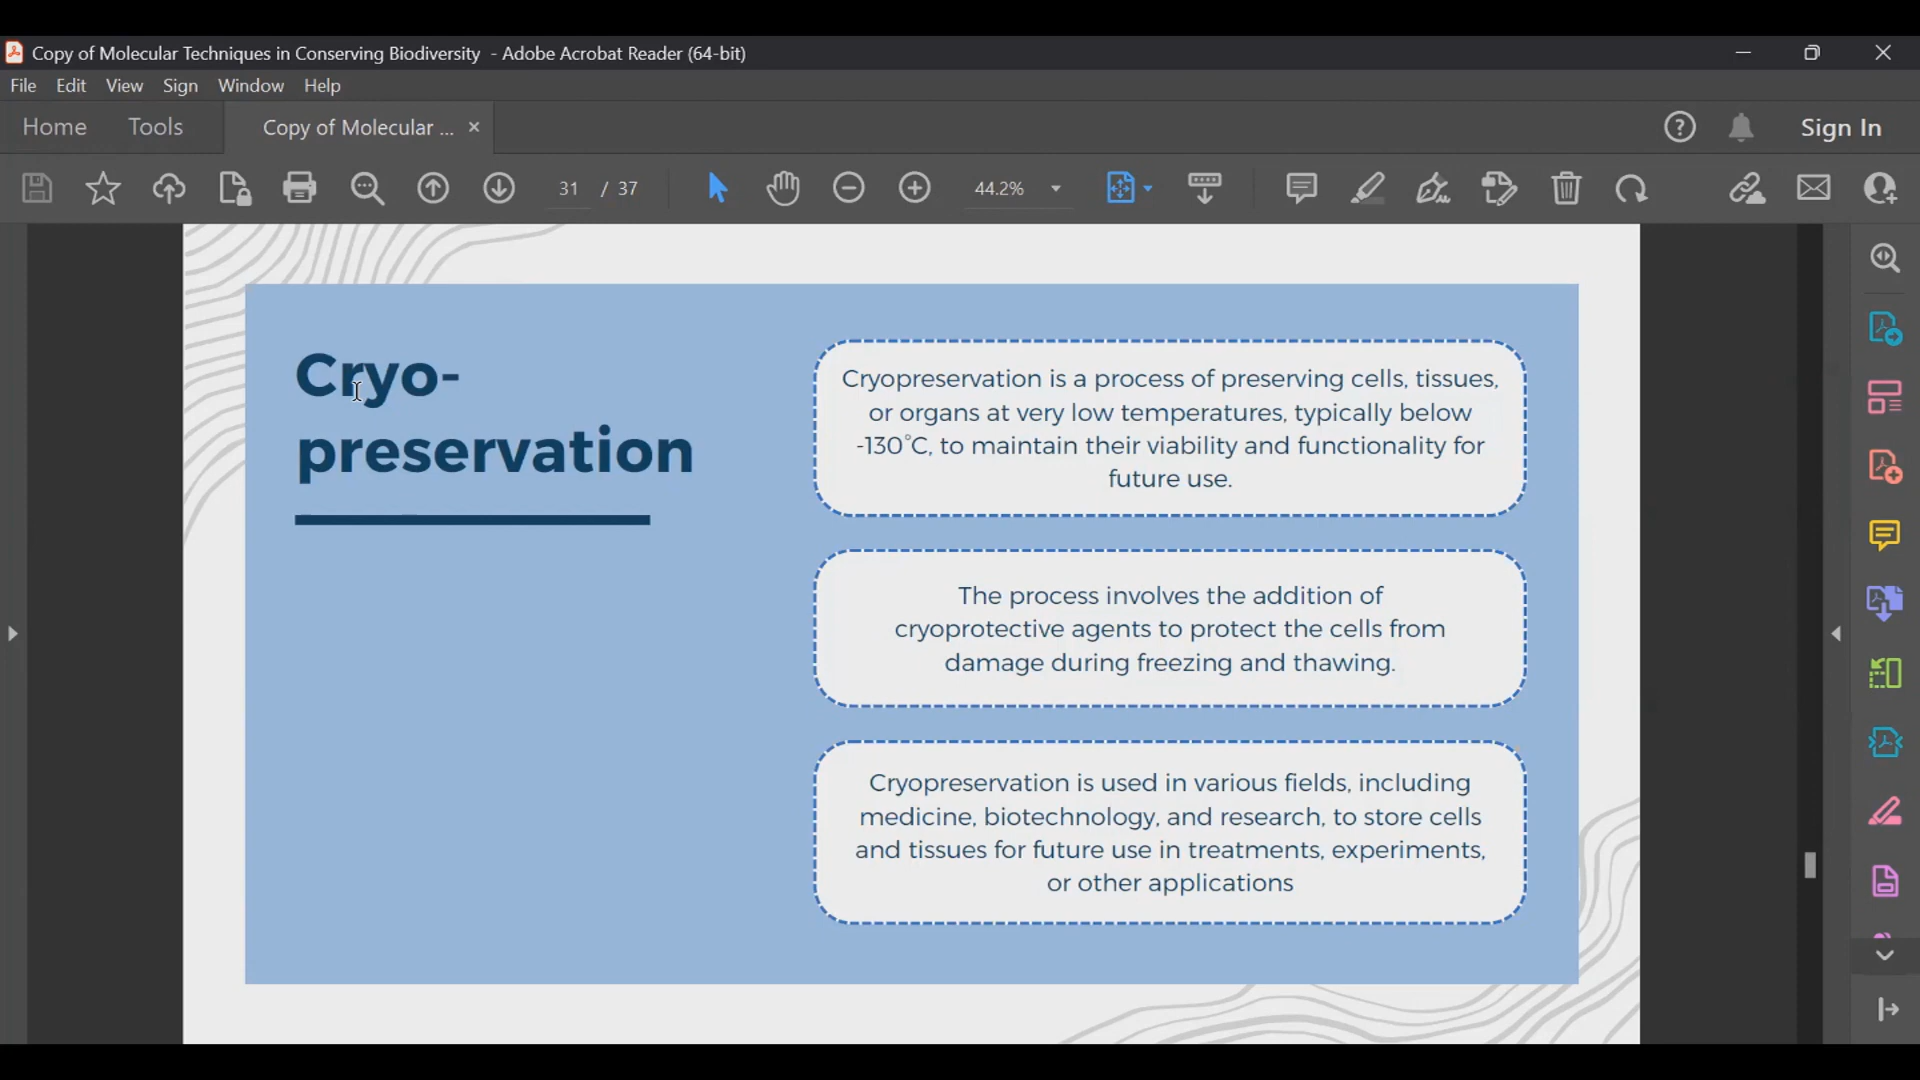 Copy of Molecular Techniques in Conserving Biodiversity - Adobe Acrobat Reader (64-bit)
File Edit View Sign Window Help
Home Tools Copy of Molecular ... Sign In
31 / 37 44.2%
Cryo-
preservation
Cryopreservation is a process of preserving cells, tissues,
or organs at very low temperatures, typically below
-130°C, to maintain their viability and functionality for
future use.
The process involves the addition of
cryoprotective agents to protect the cells from
damage during freezing and thawing.
Cryopreservation is used in various fields, including
medicine, biotechnology, and research, to store cells
and tissues for future use in treatments, experiments,
or other applications